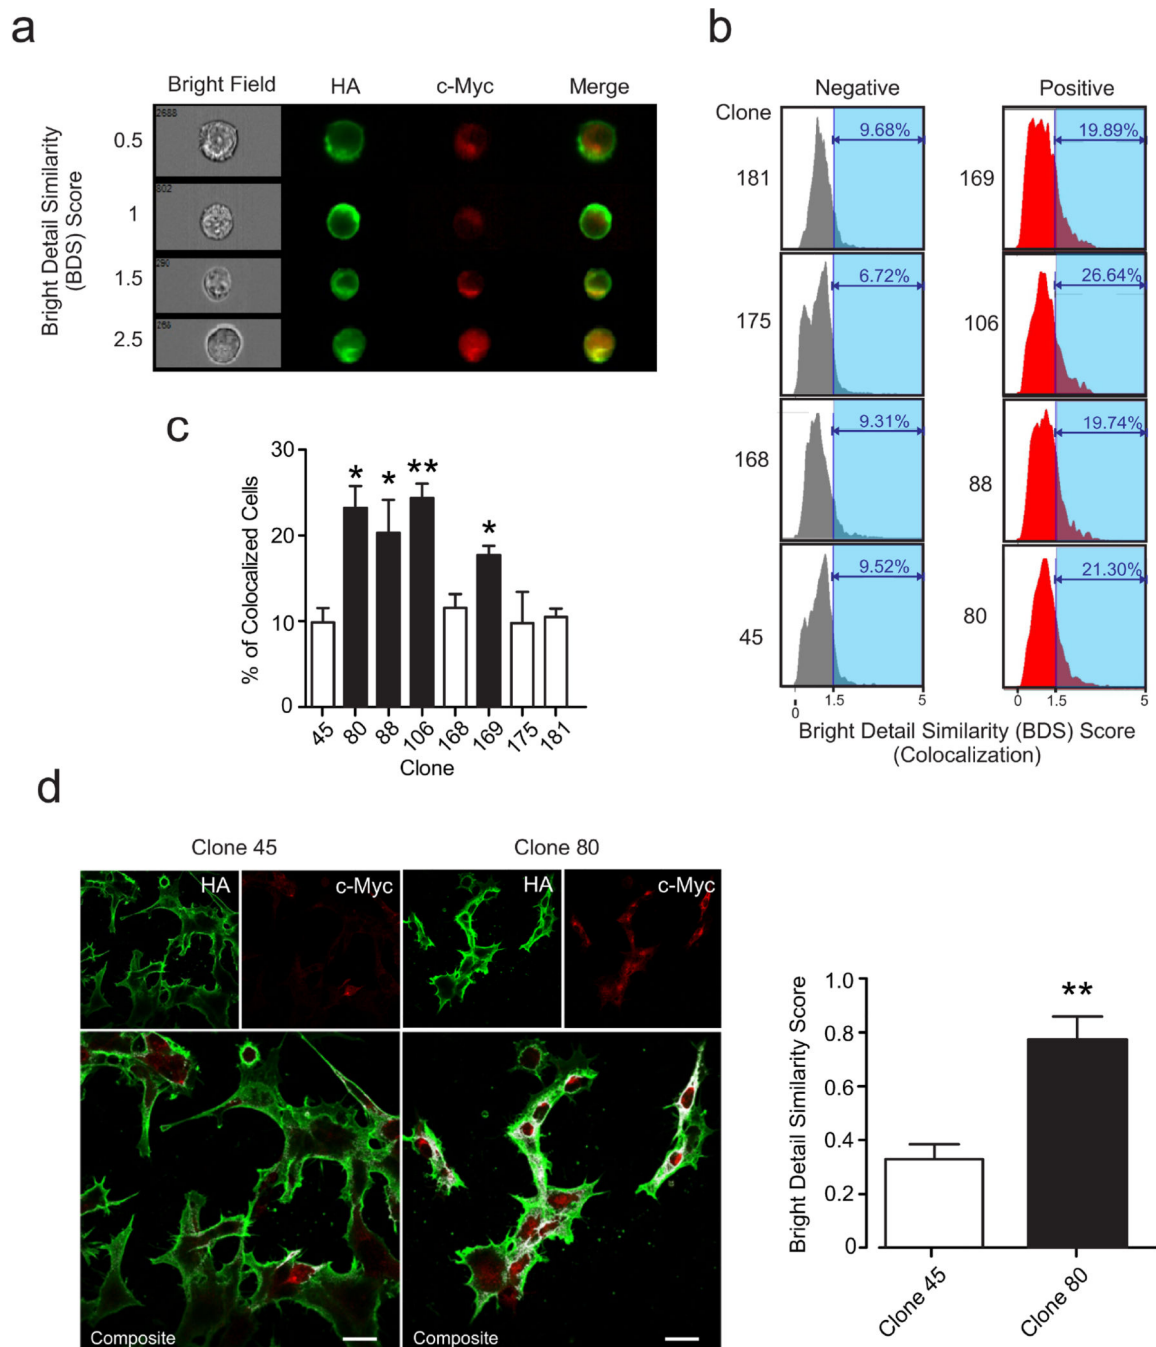 a
Bright Field
HA
c-Myc
Merge
Bright Detail Similarity
(BDS) Score
0.5
1
1.5
2.5
2688
802
290
268
b
Negative
Positive
Clone
181
9.68%
169
19.89%
175
6.72%
106
26.64%
168
9.31%
88
19.74%
45
9.52%
80
21.30%
0
1.5
5
0
1.5
5
Bright Detail Similarity (BDS) Score
(Colocalization)
c
% of Colocalized Cells
30
20
10
0
*
*
**
*
45
80
88
106
168
169
175
181
Clone
d
Clone 45
Clone 80
HA
c-Myc
HA
c-Myc
Composite
Composite
Bright Detail Similarity Score
1.0
0.8
0.6
0.4
0.2
0
**
Clone 45
Clone 80